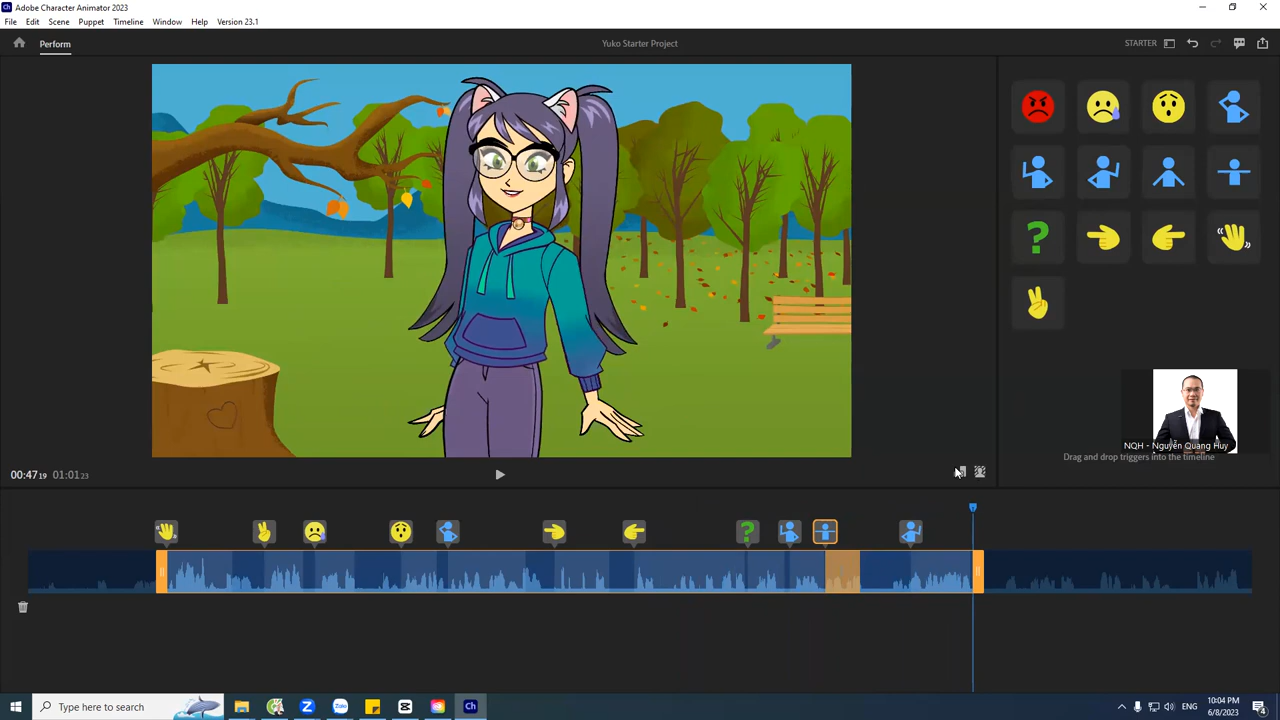 Adobe Character Animator 2023
File Edit Scene Puppet Timeline Window Help Version 23.1
Perform
Yuko Starter Project
STARTER
NQH - Nguyễn Quang Huy
Drag and drop triggers into the timeline
00:47 19 01:01 23
Type here to search
ENG
10:04 PM
6/8/2023
4